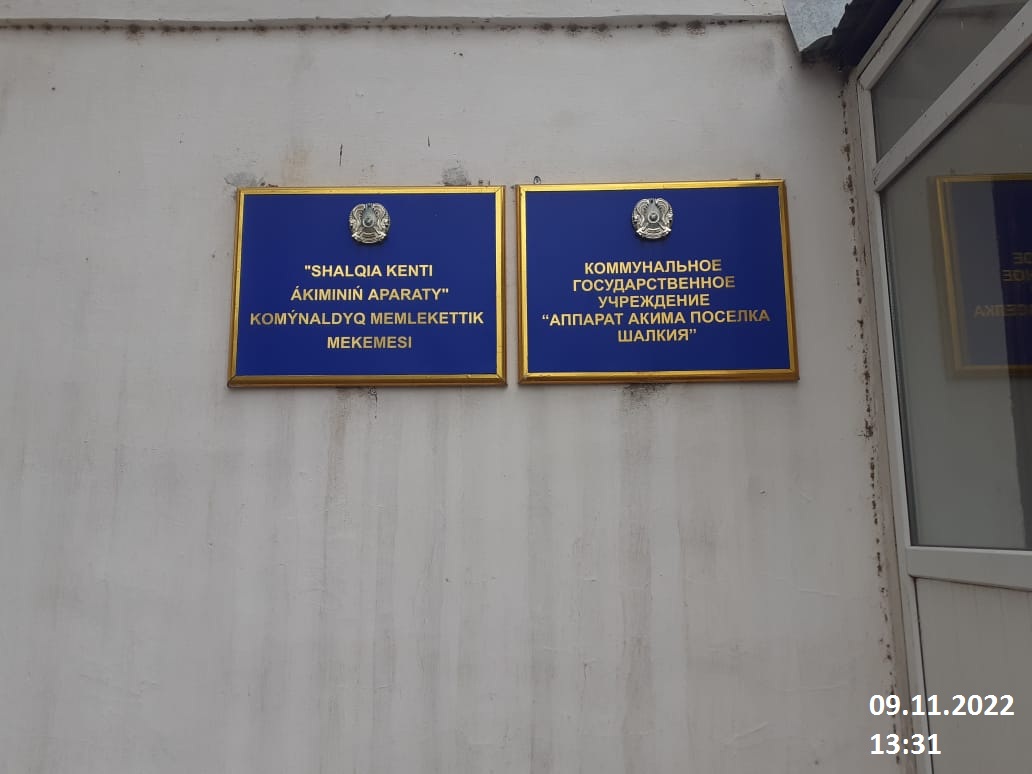 "SHALQIA KENTI
ÁKIMINIŃ APARATY"
KOMÝNALDYQ MEMLEKETTIK
MEKEMESI
КОММУНАЛЬНОЕ
ГОСУДАРСТВЕННОЕ
УЧРЕЖДЕНИЕ
“АППАРАТ АКИМА ПОСЕЛКА
ШАЛКИЯ”
09.11.2022
13:31